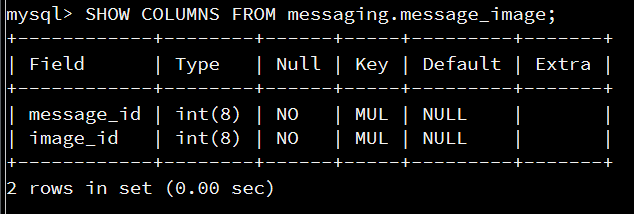 mysql> SHOW COLUMNS FROM messaging.message_image;
+------------+--------+------+-----+---------+-------+
| Field      | Type   | Null | Key | Default | Extra |
+------------+--------+------+-----+---------+-------+
| message_id | int(8) | NO   | MUL | NULL    |       |
| image_id   | int(8) | NO   | MUL | NULL    |       |
+------------+--------+------+-----+---------+-------+
2 rows in set (0.00 sec)